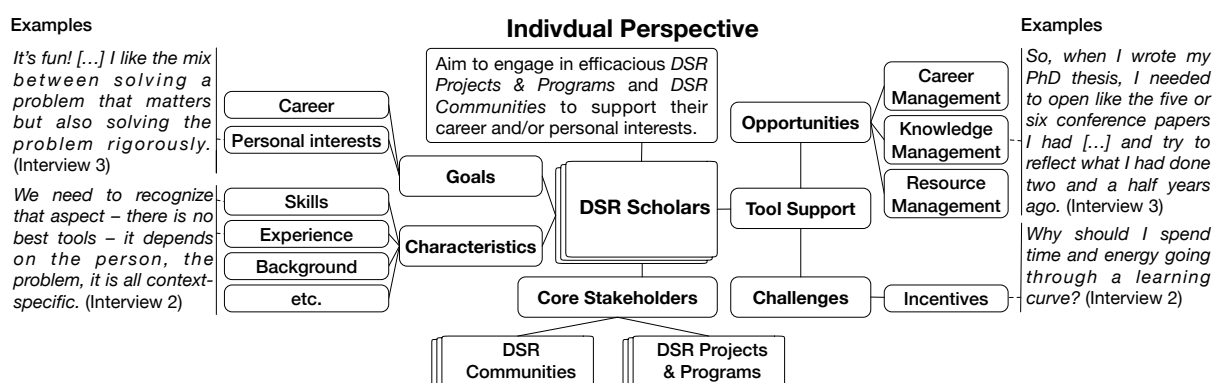 Indivdual Perspective
Examples
It's fun! […] I like the mix
between solving a
problem that matters
but also solving the
problem rigorously.
(Interview 3)
We need to recognize
that aspect – there is no
best tools – it depends
on the person, the
problem, it is all context-
specific. (Interview 2)
Career
Personal interests
Skills
Experience
Background
etc.
Goals
Characteristics
Aim to engage in efficacious DSR
Projects & Programs and DSR
Communities to support their
career and/or personal interests.
DSR Scholars
Core Stakeholders
DSR
Communities
DSR Projects
& Programs
Opportunities
Tool Support
Challenges
Career
Management
Knowledge
Management
Resource
Management
Incentives
Examples
So, when I wrote my
PhD thesis, I needed
to open like the five or
six conference papers
I had […] and try to
reflect what I had done
two and a half years
ago. (Interview 3)
Why should I spend
time and energy going
through a learning
curve? (Interview 2)